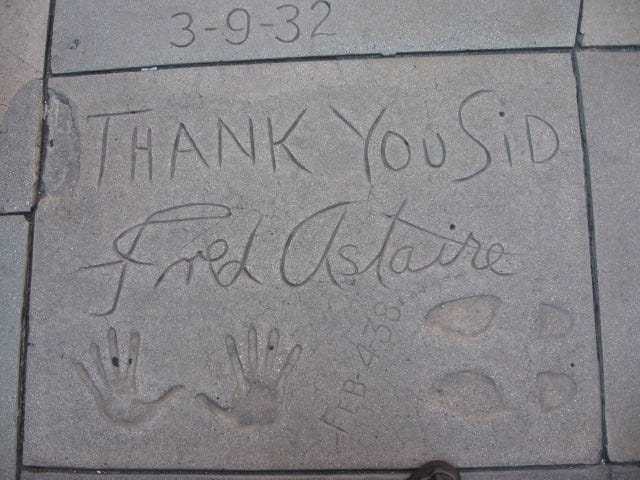 3-9-32
THANK YOU SiD
Fred Astaire
FEB-4-38